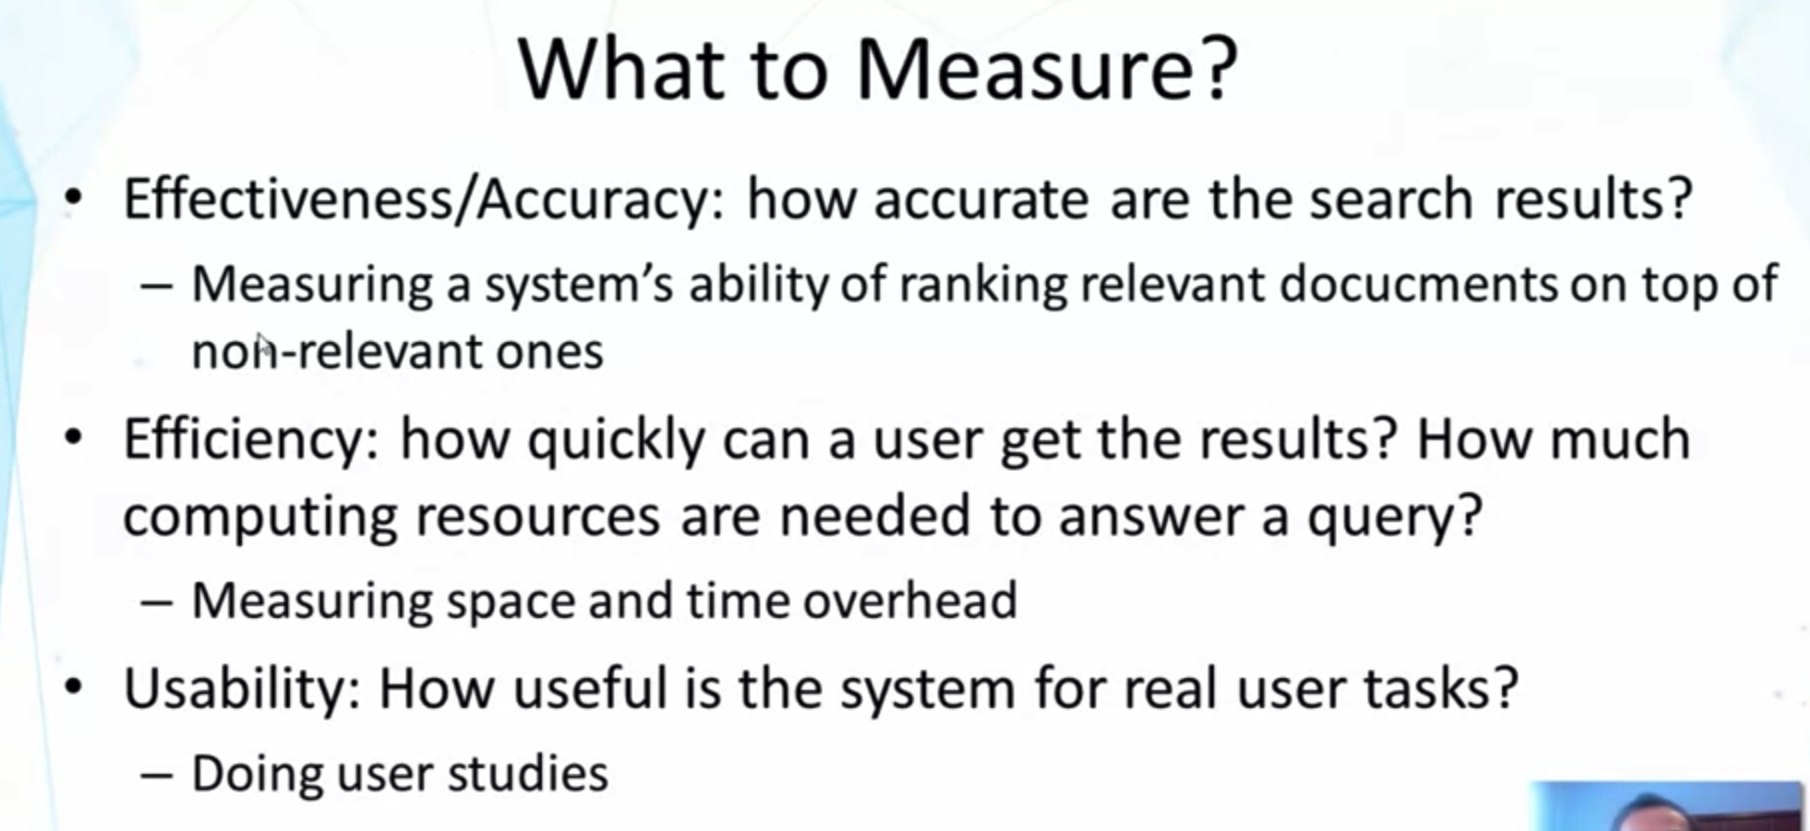 What to Measure?
• Effectiveness/Accuracy: how accurate are the search results?
– Measuring a system’s ability of ranking relevant docucments on top of
non-relevant ones
• Efficiency: how quickly can a user get the results? How much
computing resources are needed to answer a query?
– Measuring space and time overhead
• Usability: How useful is the system for real user tasks?
– Doing user studies